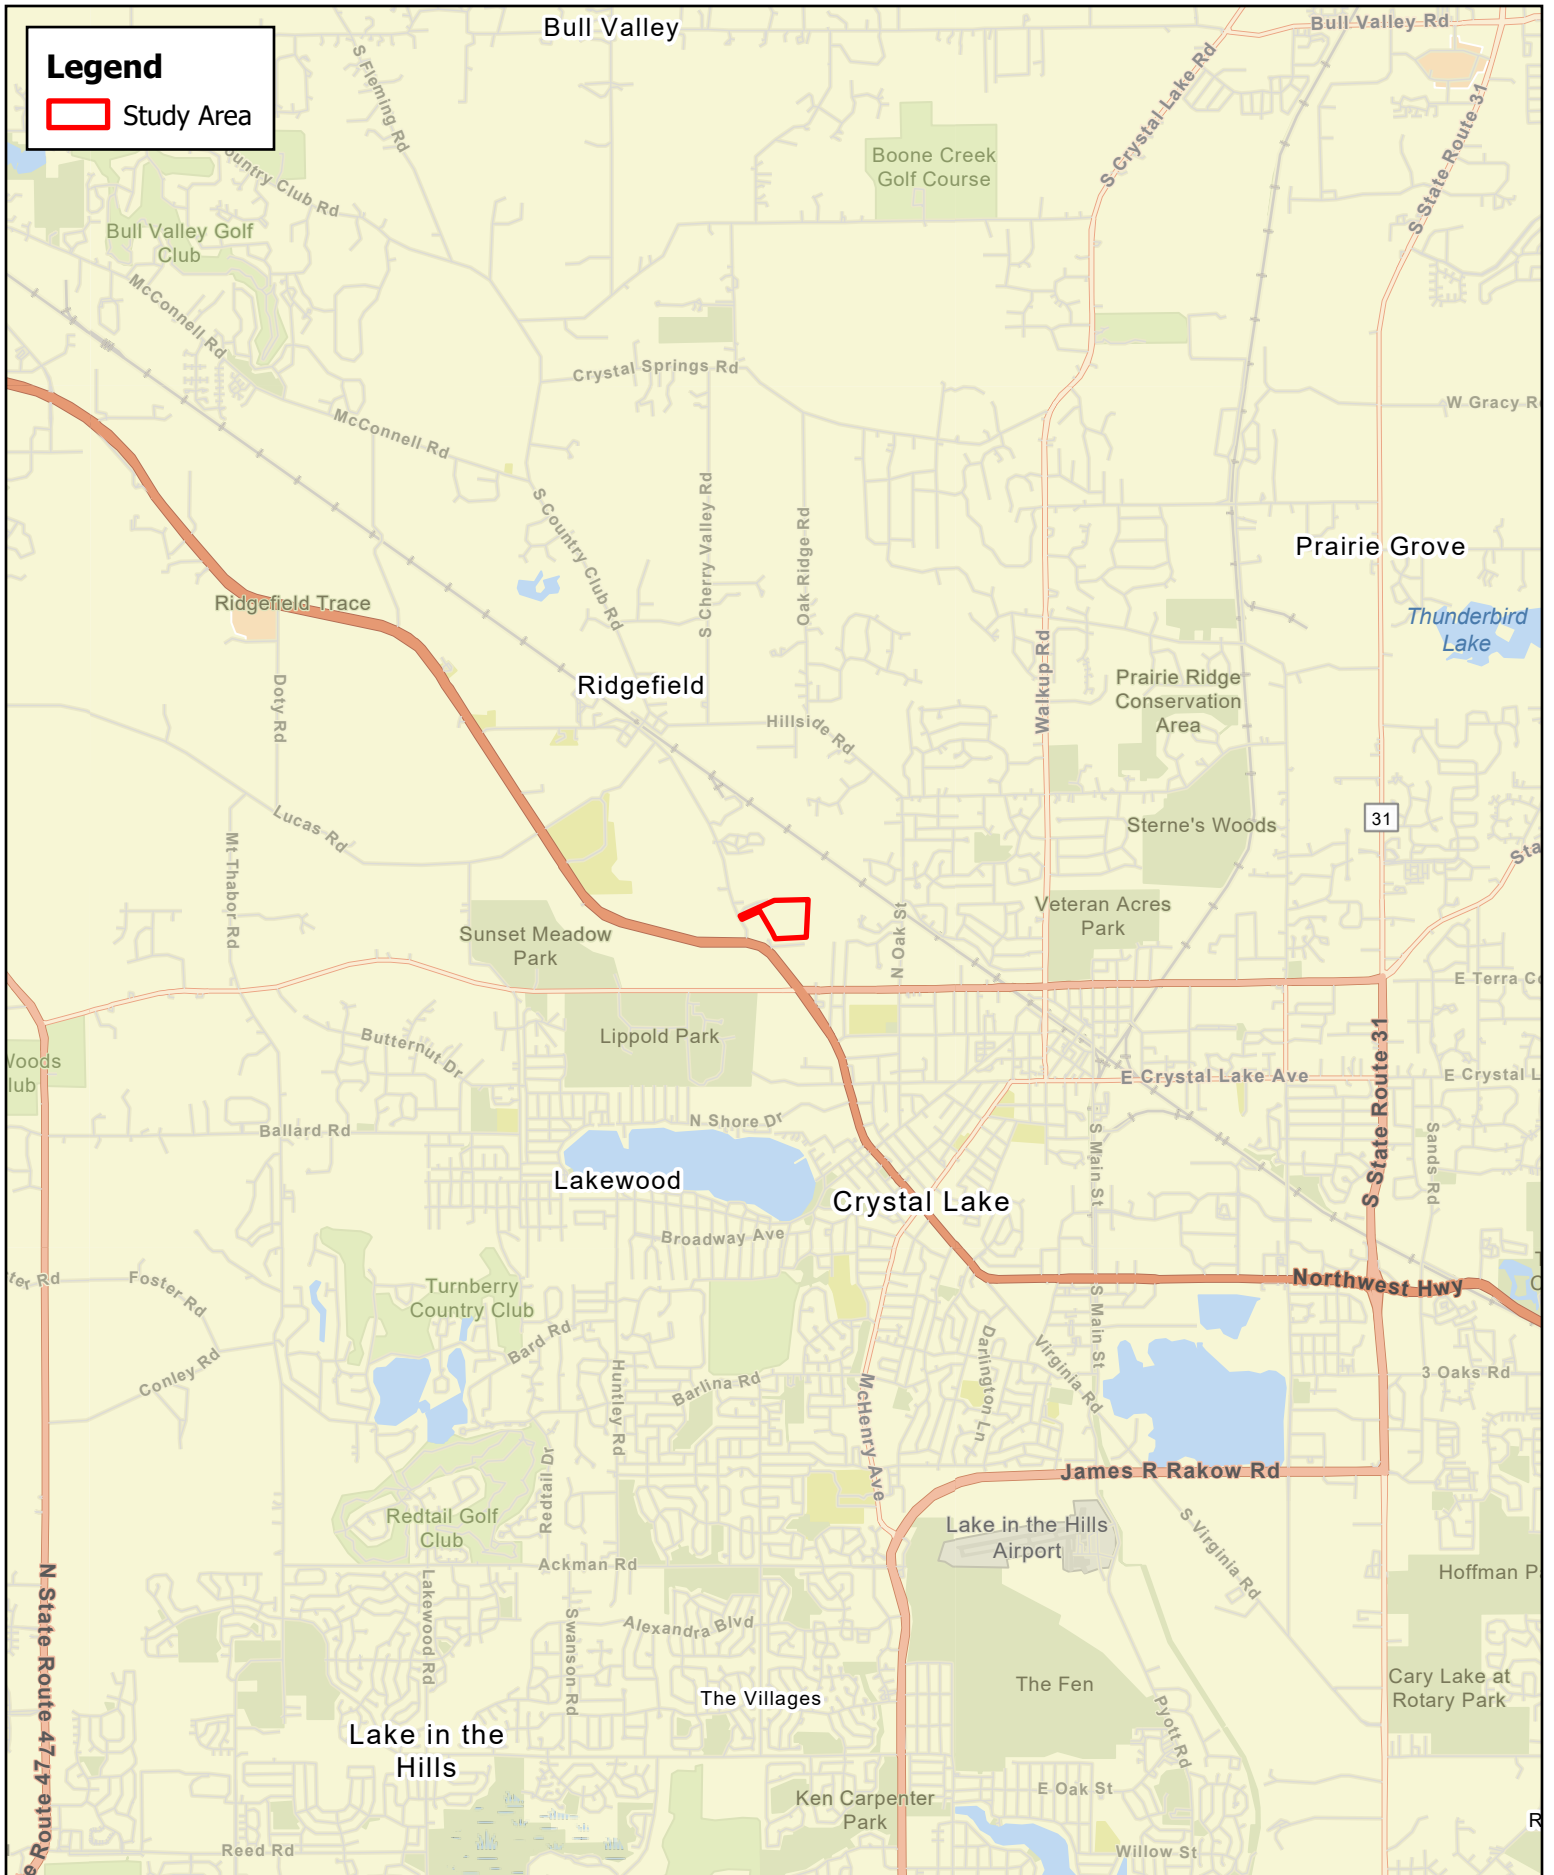 Bull Valley
Bull Valley Rd
Legend
Study Area
S Fleming Rd
S Crystal Lake Rd
S State Route 31
Country Club Rd
Boone Creek
Golf Course
Bull Valley Golf
Club
McConnell Rd
Crystal Springs Rd
W Gracy R
McConnell Rd
S Country Club Rd
S Cherry Valley Rd
Oak Ridge Rd
Prairie Grove
Ridgefield Trace
Thunderbird
Lake
Walkup Rd
Ridgefield
Prairie Ridge
Conservation
Area
Doty Rd
Hillside Rd
Lucas Rd
Mt Thabor Rd
Sterne's Woods
31
Sta
N Oak St
Veteran Acres
Park
Sunset Meadow
Park
E Terra C
Lippold Park
Butternut Dr
Woods
lub
S State Route 31
E Crystal Lake Ave
E Crystal L
N Shore Dr
Ballard Rd
S Main St
Sands Rd
Lakewood
Crystal Lake
Broadway Ave
ter Rd
Foster Rd
Turnberry
Country Club
Northwest Hwy
C
Bard Rd
S Main St
Darlington Ln
Virginia Rd
Conley Rd
Huntley Rd
Barlina Rd
McHenry Ave
3 Oaks Rd
James R Rakow Rd
Redtail Dr
Redtail Golf
Club
Lake in the Hills
Airport
S Virginia Rd
Ackman Rd
Hoffman P
N State Route 47
Lakewood Rd
Swanson Rd
Alexandra Blvd
The Fen
Cary Lake at
Rotary Park
The Villages
Pyott Rd
Lake in the
Hills
E Oak St
Ken Carpenter
Park
R
e Route 47
Reed Rd
Willow St